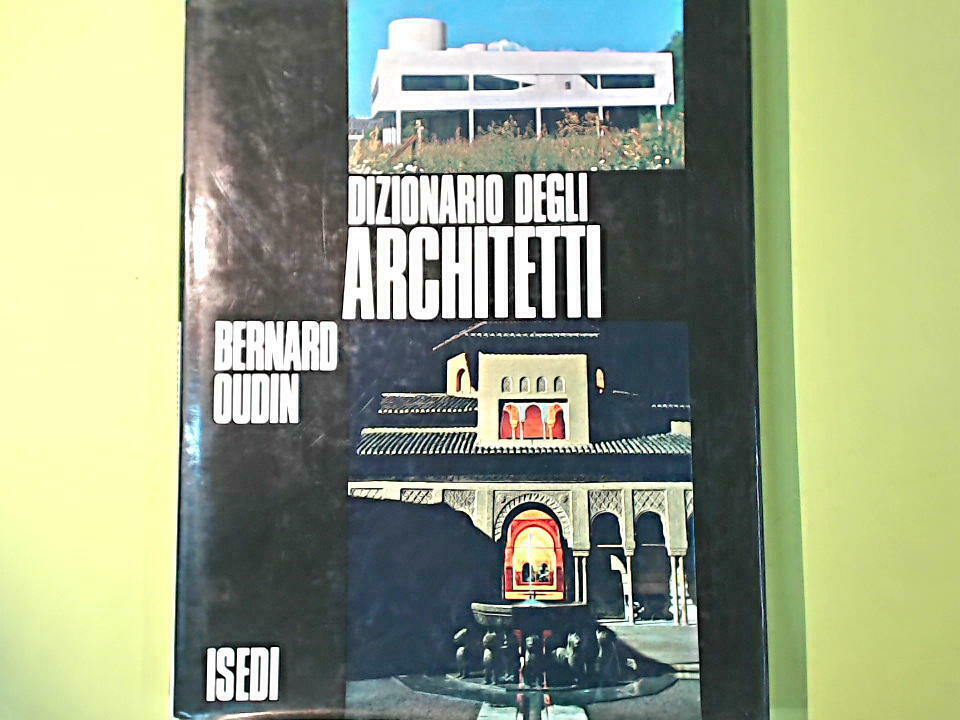 DIZIONARIO DEGLI
ARCHITETTI
BERNARD
OUDIN
ISEDI